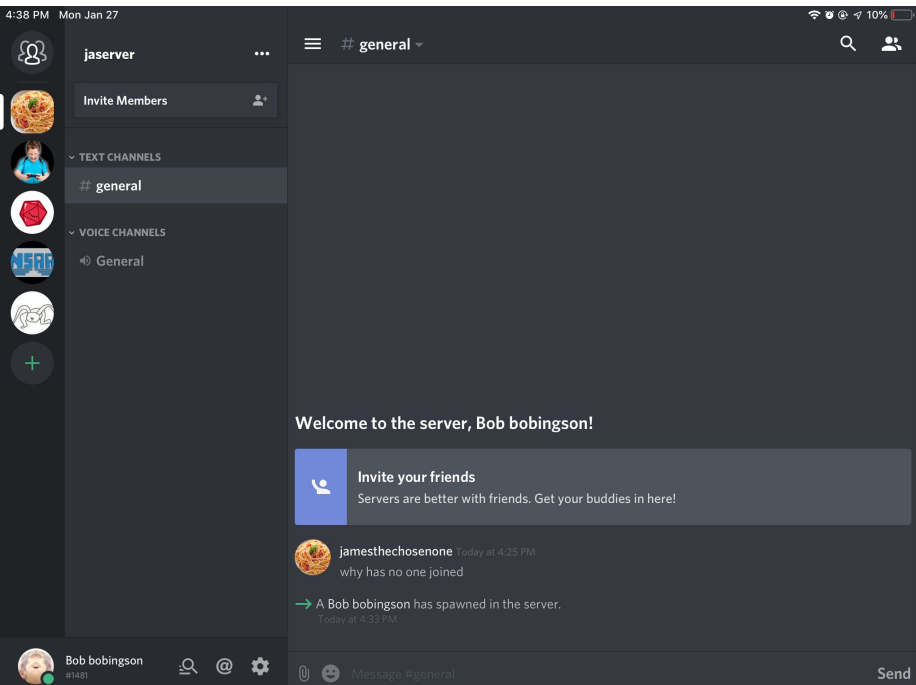 4:38 PM Mon Jan 27
10%
jaserver
Invite Members
TEXT CHANNELS
# general
VOICE CHANNELS
General
NSAA
Bob bobingson
#1481
# general
Welcome to the server, Bob bobingson!
Invite your friends
Servers are better with friends. Get your buddies in here!
jamesthechosenone Today at 4:25 PM
why has no one joined
A Bob bobingson has spawned in the server.
Today at 4:33 PM
Message #general
Send